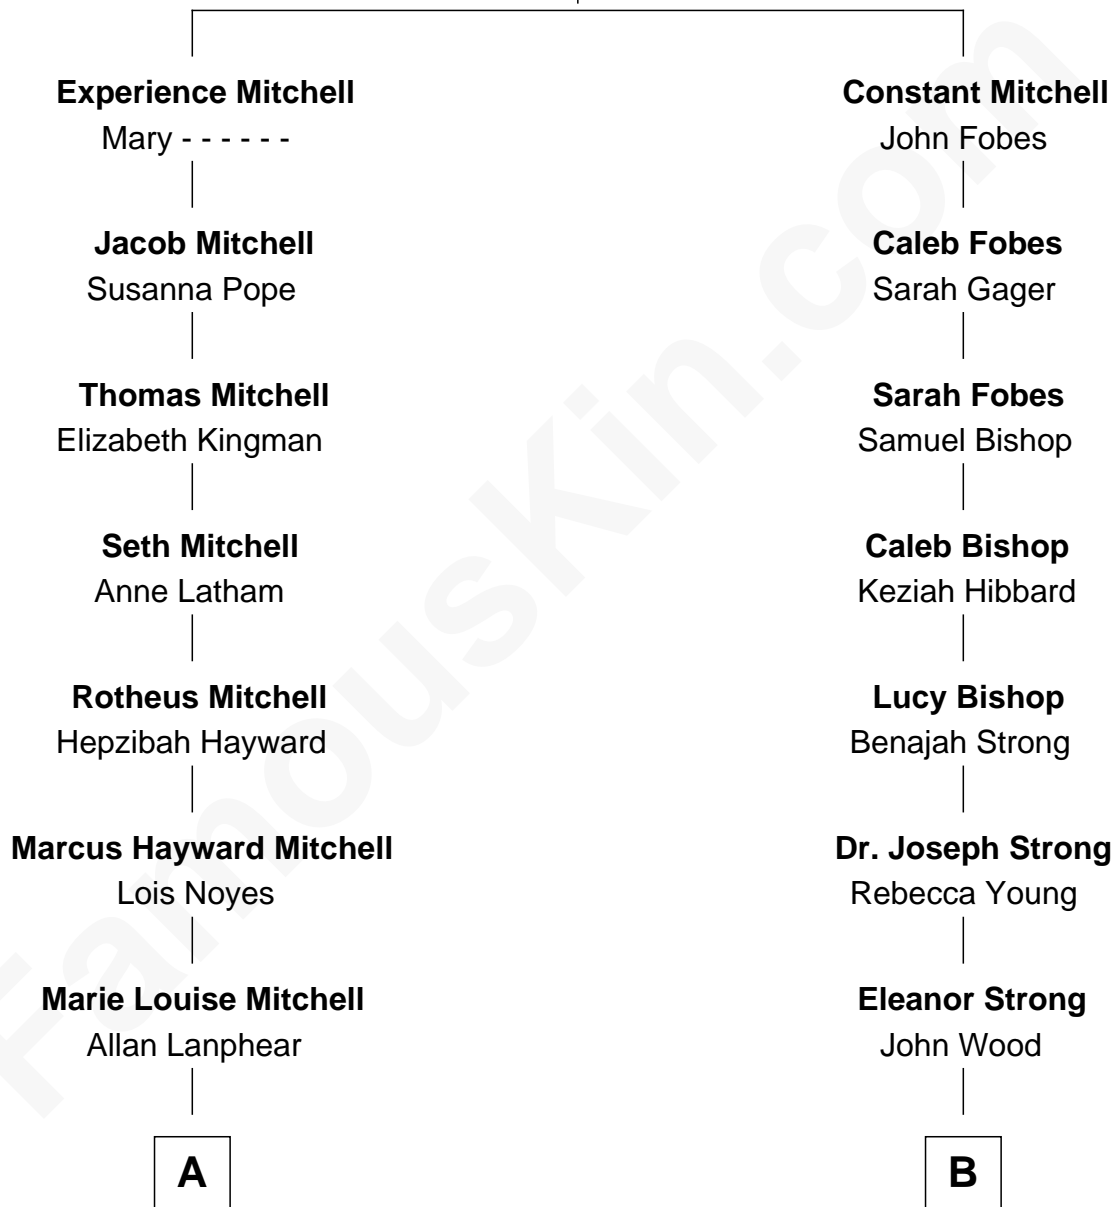 Experience Mitchell
Mary - - - - - -
Constant Mitchell
John Fobes
Jacob Mitchell
Susanna Pope
Caleb Fobes
Sarah Gager
Thomas Mitchell
Elizabeth Kingman
Sarah Fobes
Samuel Bishop
Seth Mitchell
Anne Latham
Caleb Bishop
Keziah Hibbard
Rotheus Mitchell
Hepzibah Hayward
Lucy Bishop
Benajah Strong
Marcus Hayward Mitchell
Lois Noyes
Dr. Joseph Strong
Rebecca Young
Marie Louise Mitchell
Allan Lanphear
Eleanor Strong
John Wood
A
B
FamousKin.com